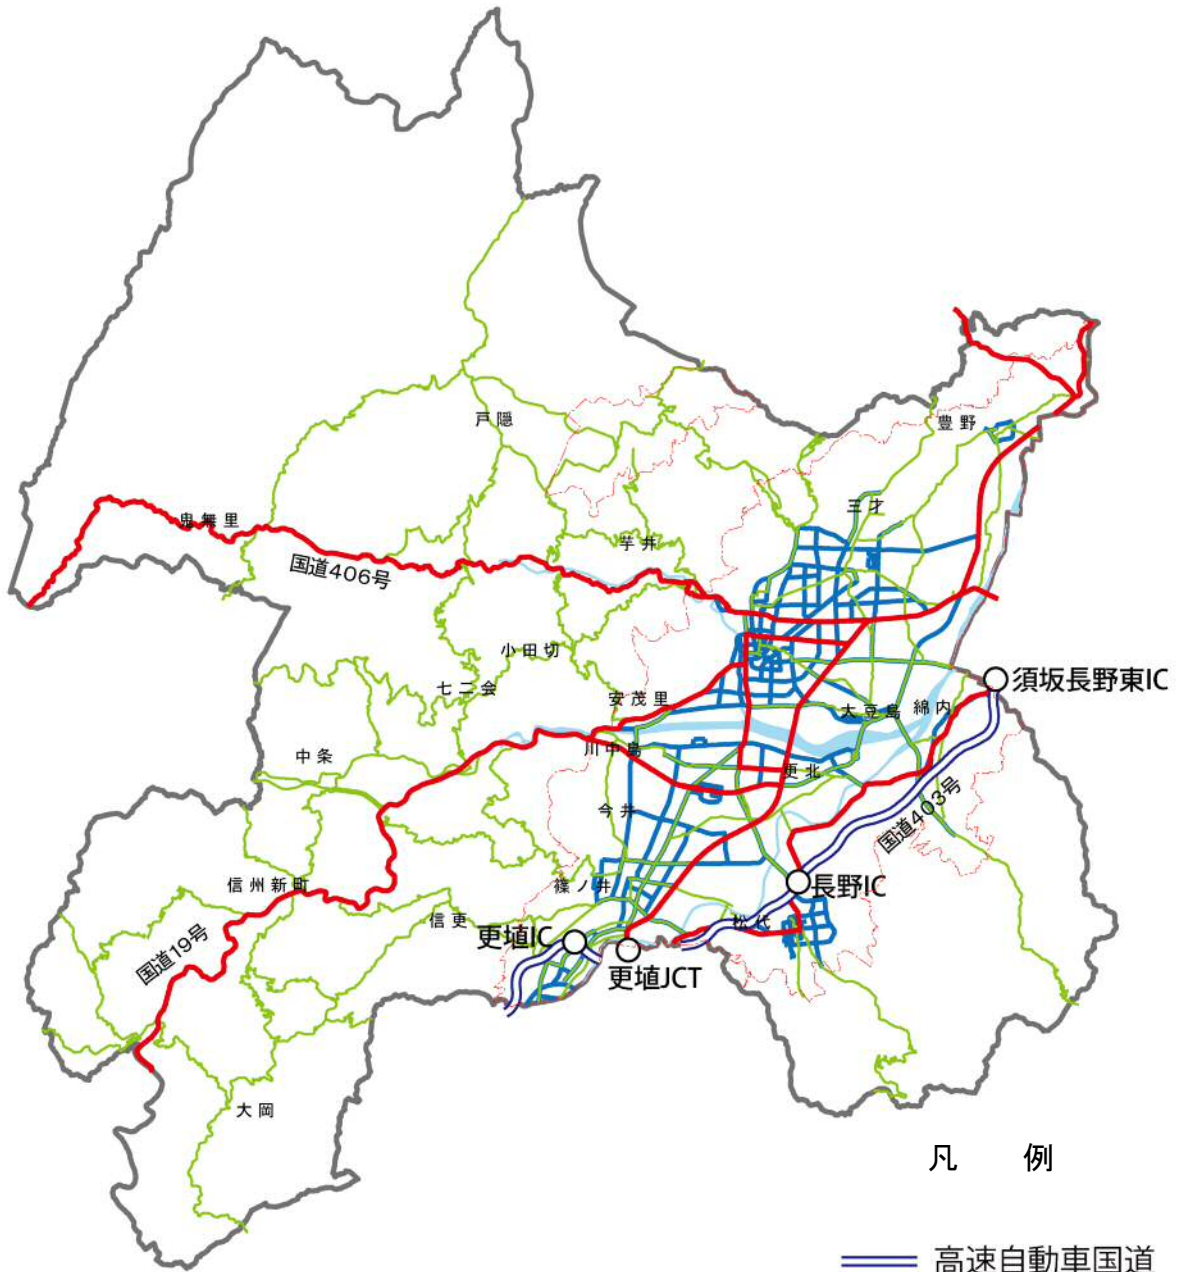 戸隠
豊野
三才
鬼無里
芋井
国道406号
小田切
七二会
安茂里
須坂長野東IC
大豆島
綿内
川中島
中条
更北
今井
国道403号
信州新町
篠ノ井
長野IC
信更
松代
更埴IC
国道19号
更埴JCT
大岡
凡 例
高速自動車国道